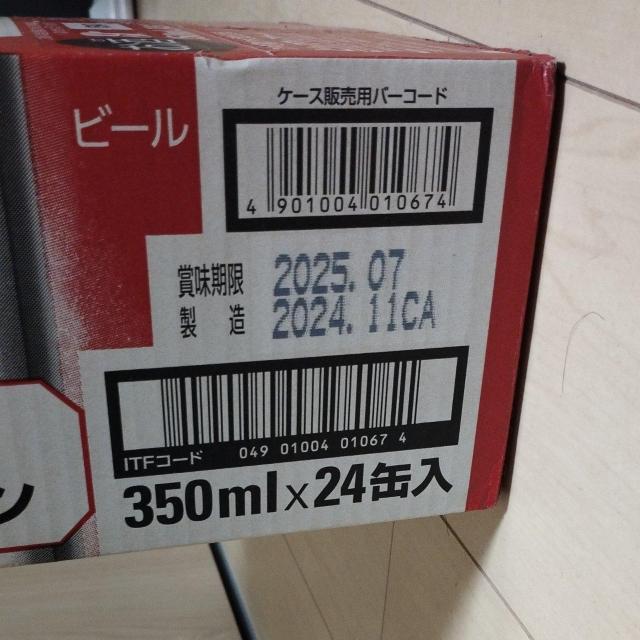 ビール
ケース販売用バーコード
4 901004 010674
賞味期限 2025.07
製造 2024.11CA
ITFコード 049 01004 01067 4
350ml×24缶入
ン